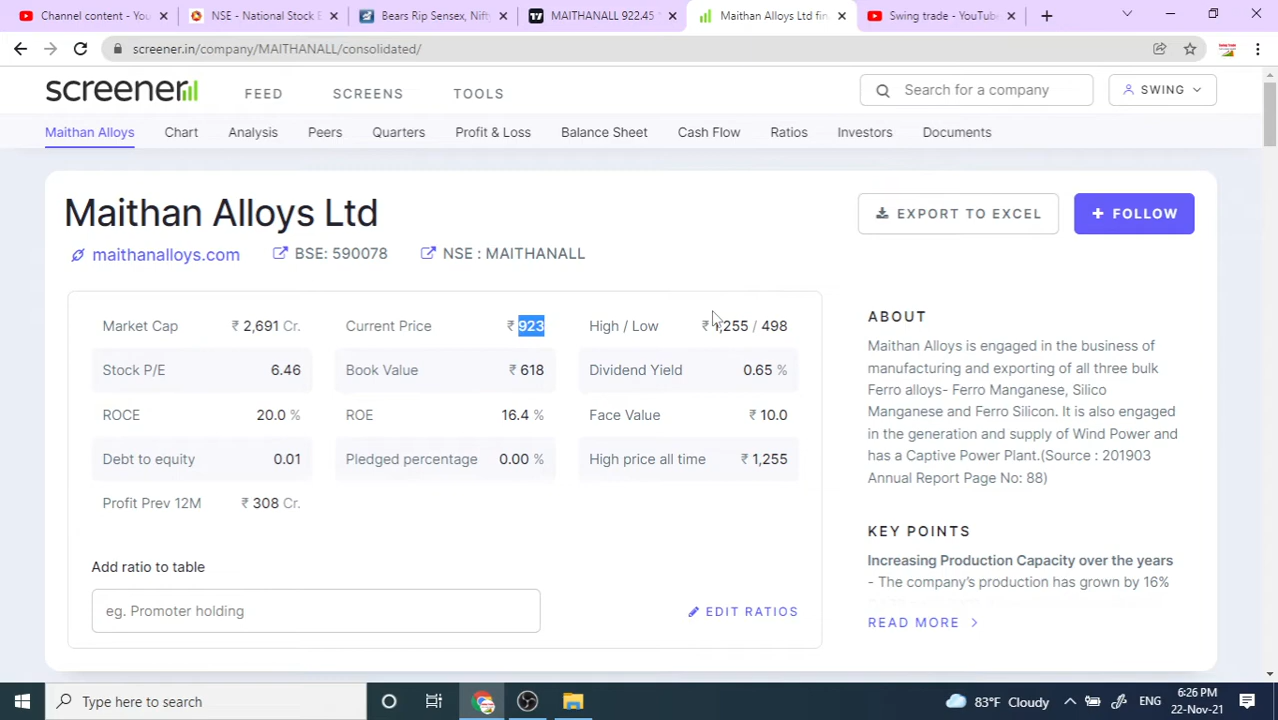 Channel content - You
NSE - National Stock E
Bears Rip Sensex, Nift
MAITHANALL 922.45
Maithan Alloys Ltd fin
Swing trade - YouTube
screener.in/company/MAITHANALL/consolidated/
screener
FEED
SCREENS
TOOLS
Search for a company
SWING
Maithan Alloys
Chart
Analysis
Peers
Quarters
Profit & Loss
Balance Sheet
Cash Flow
Ratios
Investors
Documents
Maithan Alloys Ltd
EXPORT TO EXCEL
FOLLOW
maithanalloys.com
BSE: 590078
NSE : MAITHANALL
Market Cap ₹ 2,691 Cr.
Current Price ₹ 923
High / Low ₹ 1,255 / 498
Stock P/E 6.46
Book Value ₹ 618
Dividend Yield 0.65 %
ROCE 20.0 %
ROE 16.4 %
Face Value ₹ 10.0
Debt to equity 0.01
Pledged percentage 0.00 %
High price all time ₹ 1,255
Profit Prev 12M ₹ 308 Cr.
Add ratio to table
eg. Promoter holding
EDIT RATIOS
ABOUT
Maithan Alloys is engaged in the business of
manufacturing and exporting of all three bulk
Ferro alloys- Ferro Manganese, Silico
Manganese and Ferro Silicon. It is also engaged
in the generation and supply of Wind Power and
has a Captive Power Plant.(Source : 201903
Annual Report Page No: 88)
KEY POINTS
Increasing Production Capacity over the years
- The company's production has grown by 16%
READ MORE
Type here to search
83°F Cloudy
ENG
6:26 PM
22-Nov-21